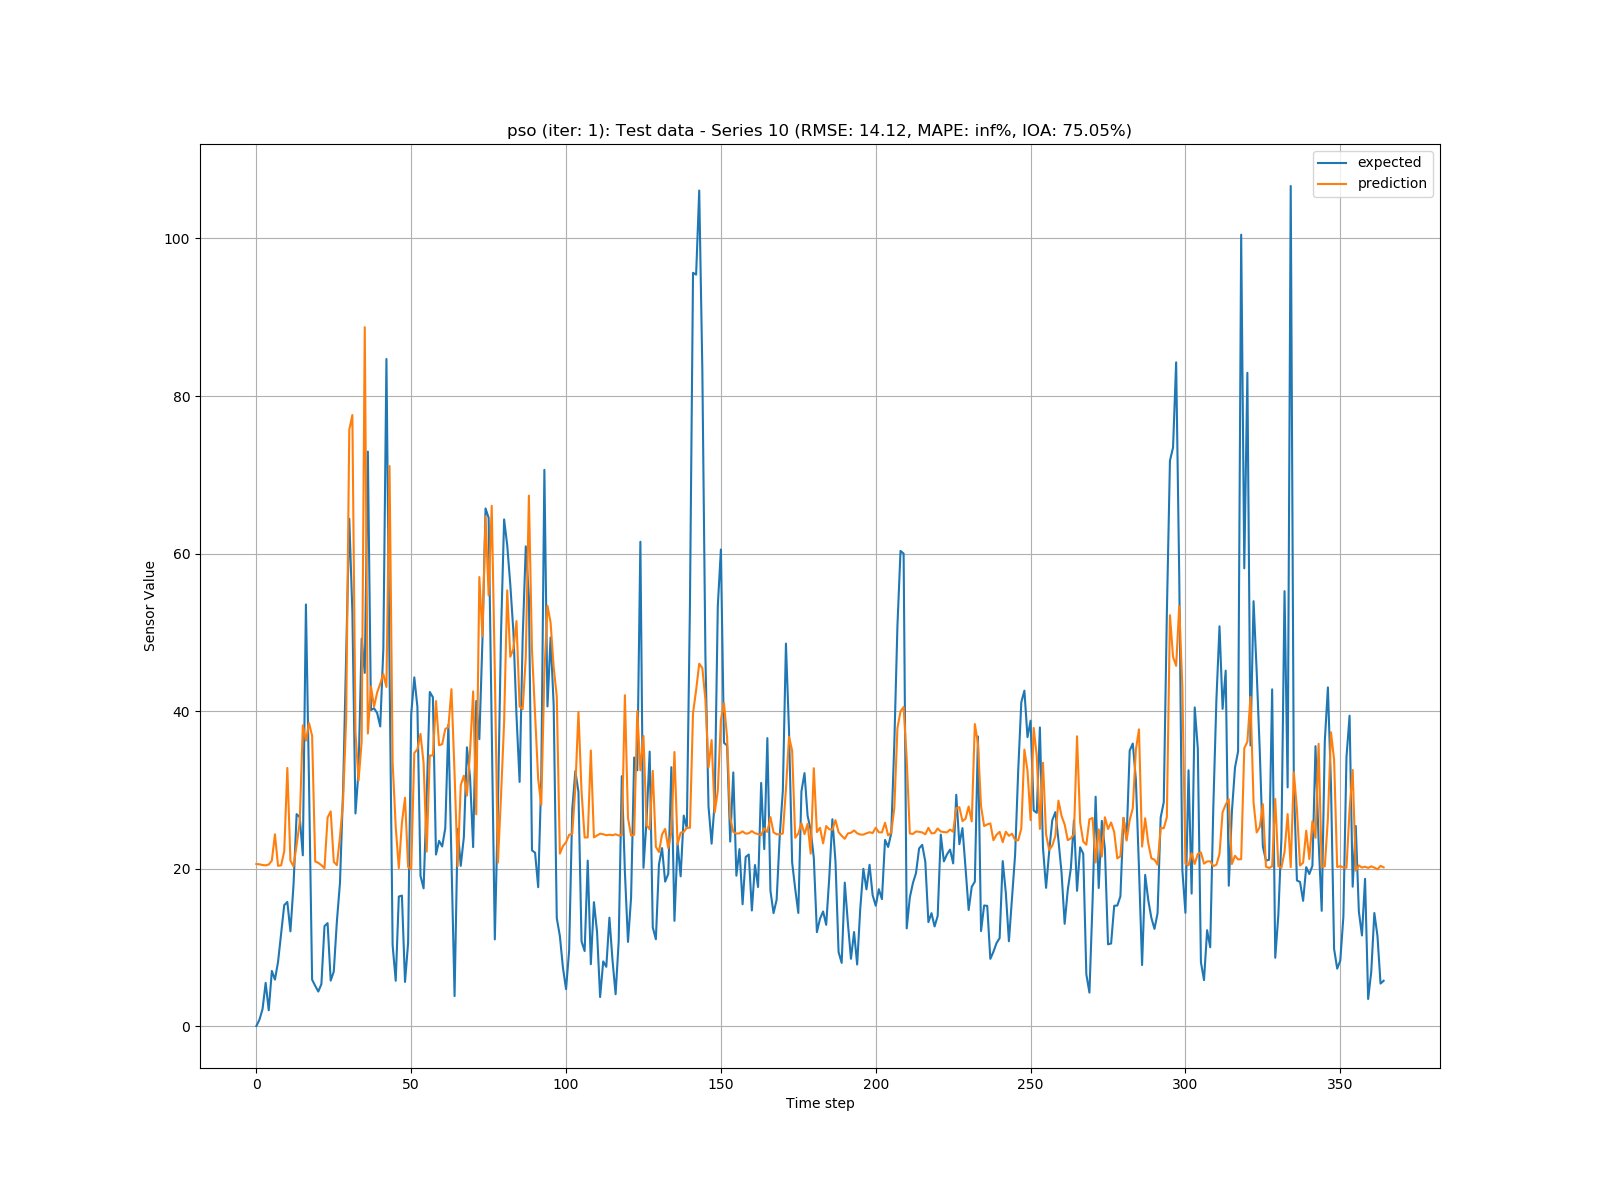 pso (iter: 1): Test data - Series 10 (RMSE: 14.12, MAPE: inf%, IOA: 75.05%)
expected
prediction
100
80
60
40
20
0
Sensor Value
0 50 100 150 200 250 300 350
Time step